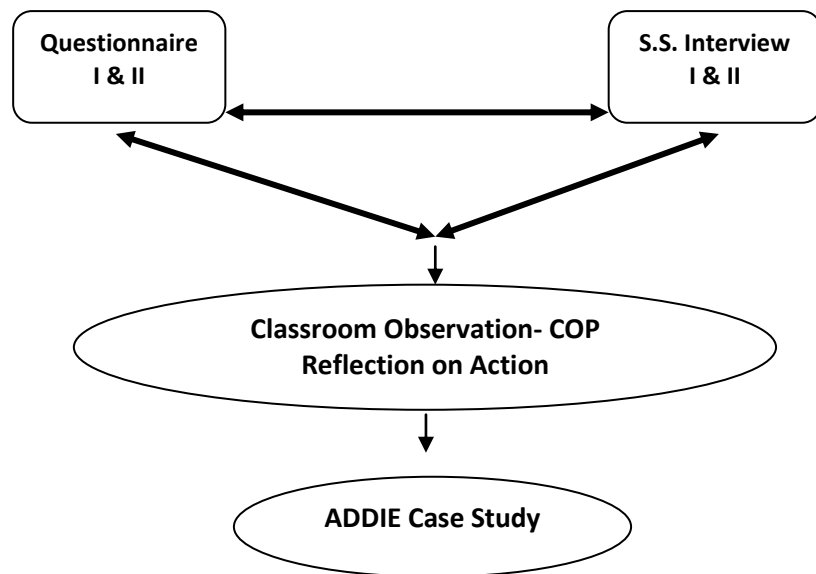 Questionnaire
I & II
S.S. Interview
I & II
Classroom Observation- COP
Reflection on Action
ADDIE Case Study